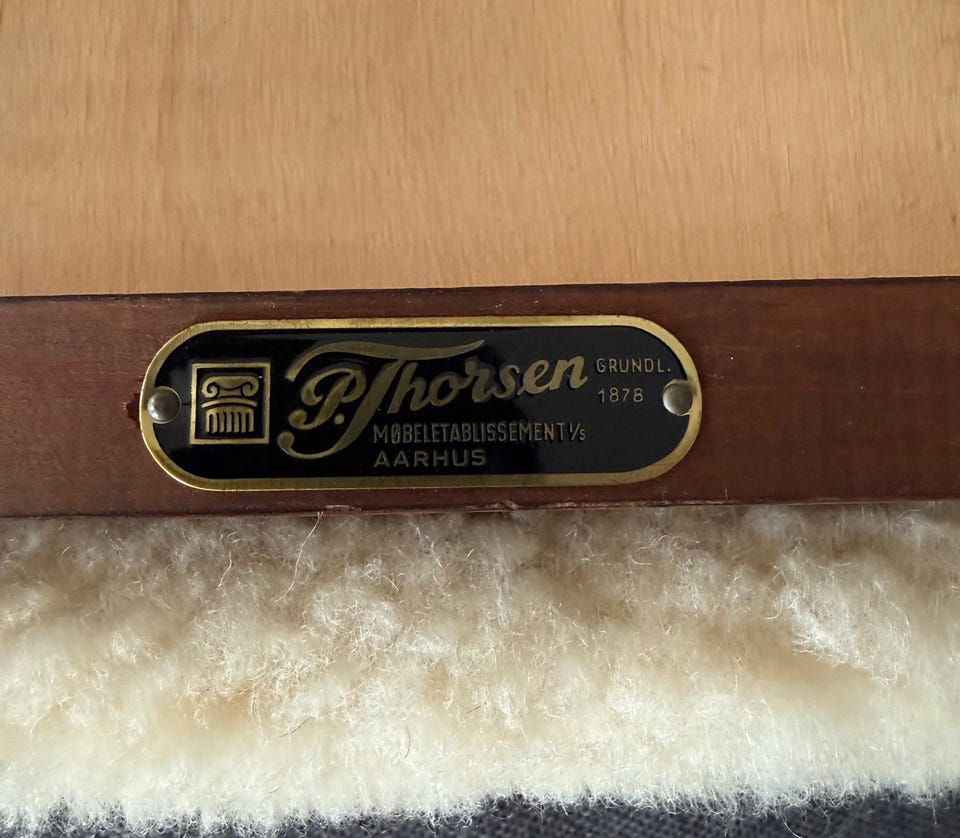 P. Thorsen
GRUNDL.
1878
MØBELETABLISSEMENT I/S
AARHUS